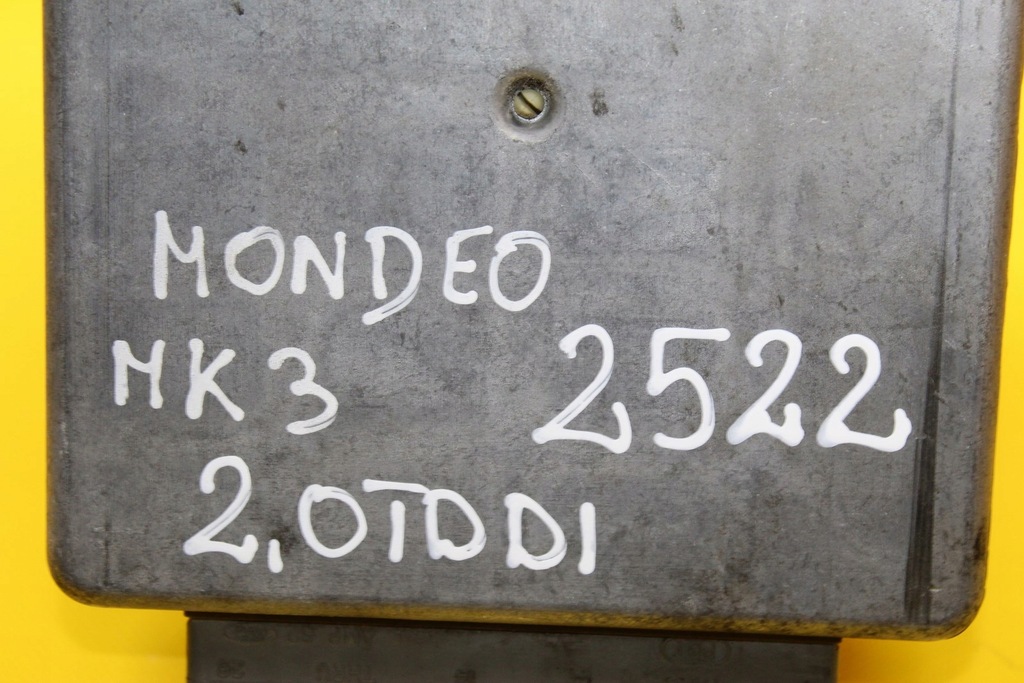 MONDEO
MK3
2522
2,0TDDI